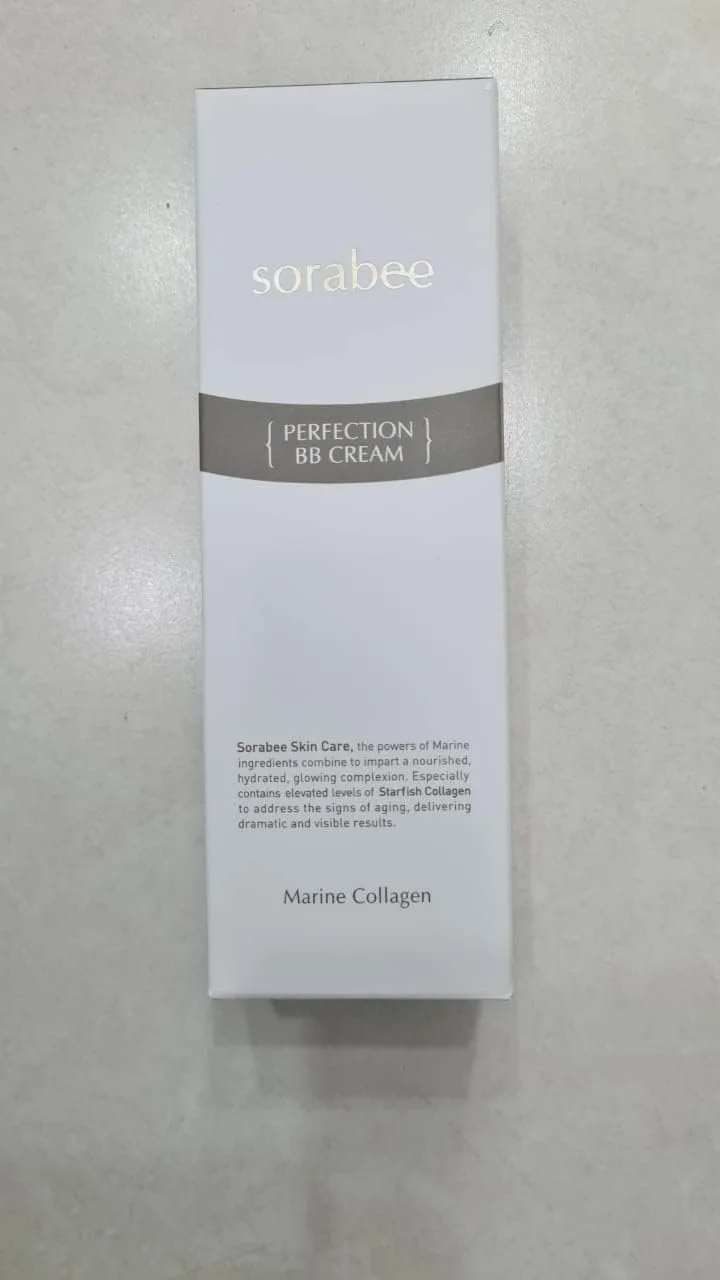 sorabee
{ PERFECTION
BB CREAM }
Sorabee Skin Care, the powers of Marine
ingredients combine to impart a nourished,
hydrated, glowing complexion. Especially
contains elevated levels of Starfish Collagen
to address the signs of aging, delivering
dramatic and visible results.
Marine Collagen